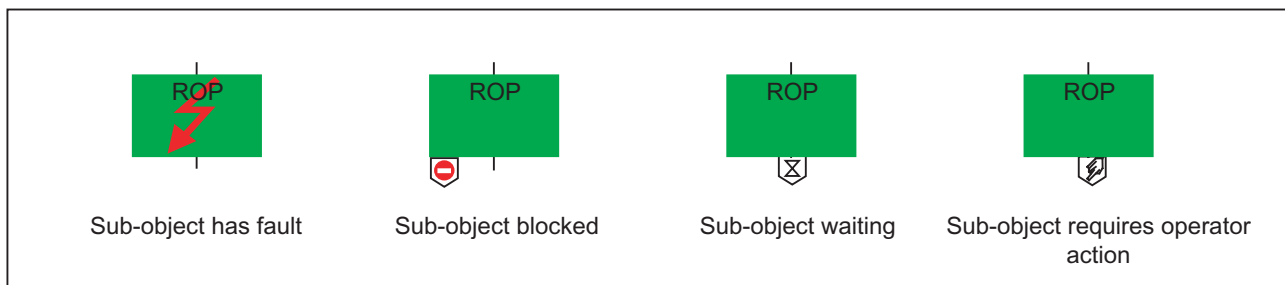 ROP
ROP
ROP
ROP
Sub-object has fault
Sub-object blocked
Sub-object waiting
Sub-object requires operator
action